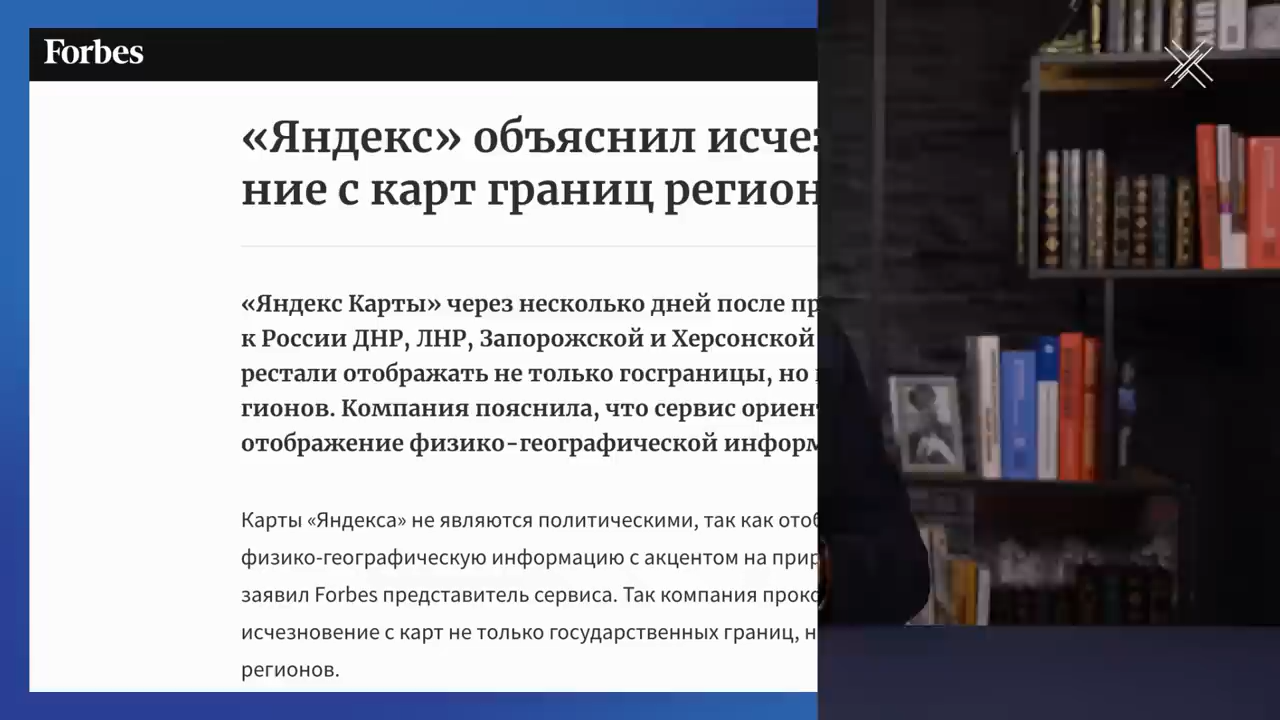 Forbes
«Яндекс» объяснил исче
ние с карт границ регион
«Яндекс Карты» через несколько дней после пр
к России ДНР, ЛНР, Запорожской и Херсонской
рестали отображать не только госграницы, но
гионов. Компания пояснила, что сервис ориен
отображение физико-географической информ
Карты «Яндекса» не являются политическими, так как отоб
физико-географическую информацию с акцентом на прир
заявил Forbes представитель сервиса. Так компания проко
исчезновение с карт не только государственных границ, н
регионов.